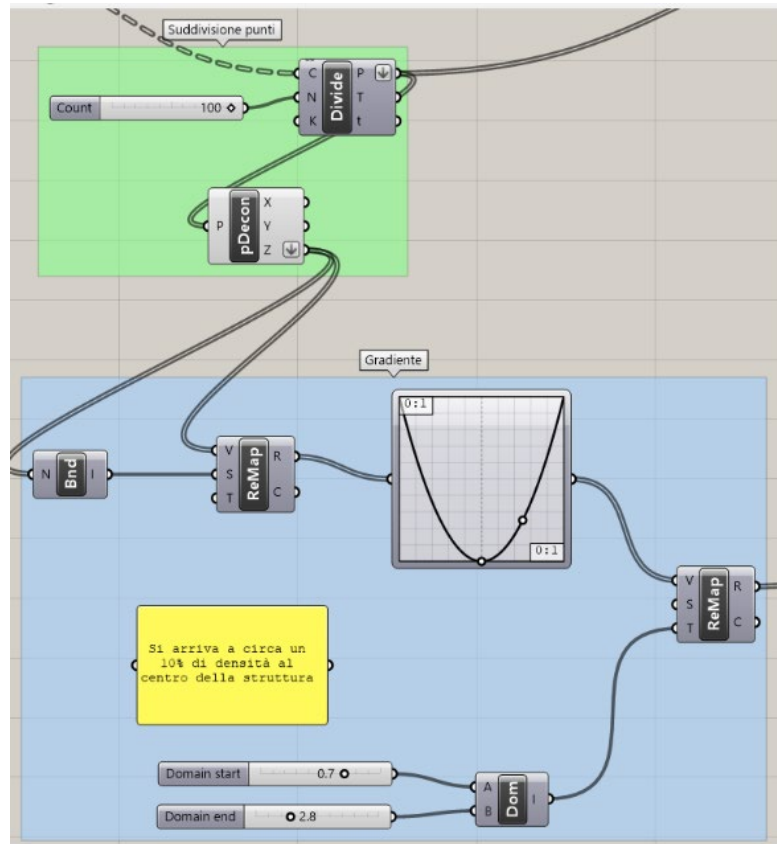 Suddivisione punti
C
N
K
Divide
P
T
t
Count
100
P
pDecon
X
Y
Z
Gradiente
0:1
0:1
N
Bnd
I
V
S
T
ReMap
R
C
V
S
T
ReMap
R
C
Si arriva a circa un
10% di densità al
centro della struttura
Domain start
0.7
Domain end
2.8
A
B
Dom
I